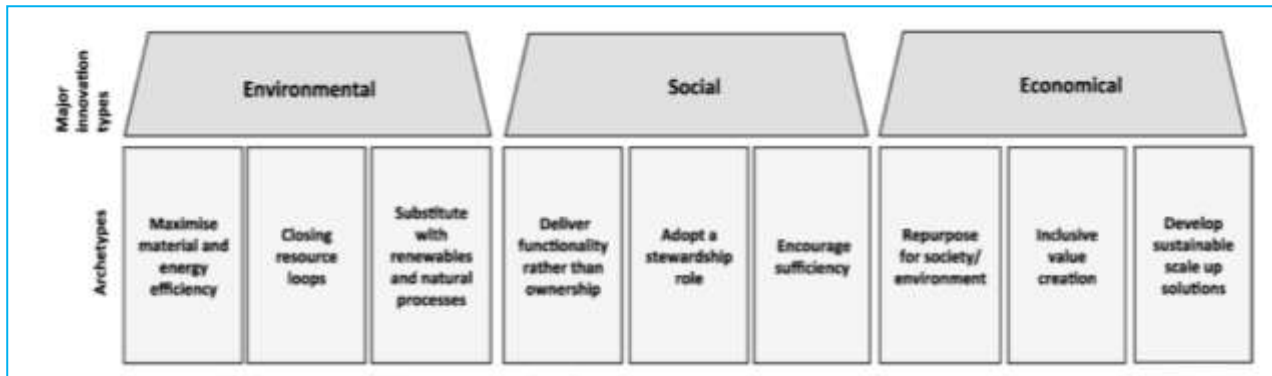 Major
innovation
types
Environmental
Social
Economical
Archetypes
Maximise
material and
energy
efficiency
Closing
resource
loops
Substitute
with
renewables
and natural
processes
Deliver
functionality
rather than
ownership
Adopt a
stewardship
role
Encourage
sufficiency
Repurpose
for society/
environment
Inclusive
value
creation
Develop
sustainable
scale up
solutions